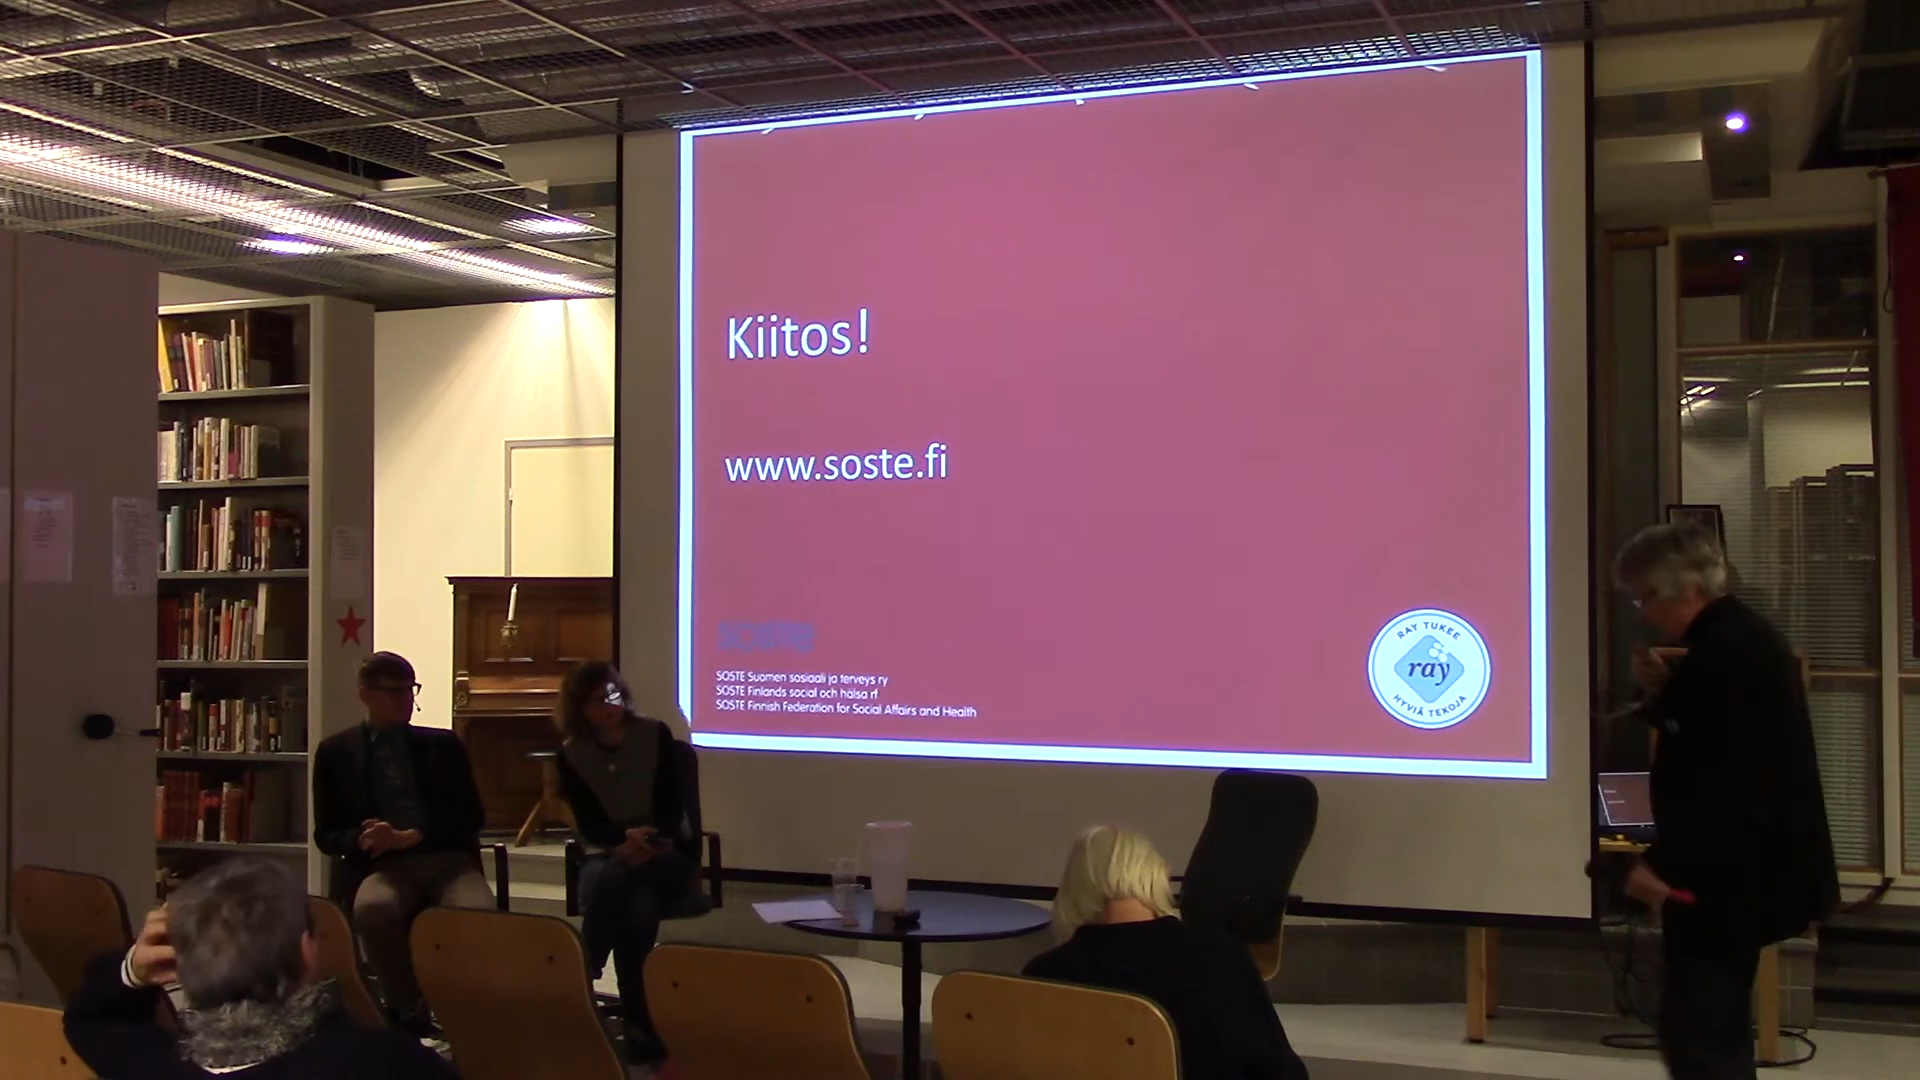 Kiitos!
www.soste.fi
SOSTE
SOSTE Suomen sosiaali ja terveys ry
SOSTE Finlands social och hälsa rf
SOSTE Finnish Federation for Social Affairs and Health
RAY TUKEE
ray
HYVIÄ TEKOJA